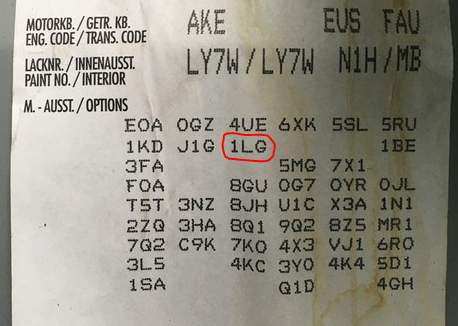 MOTORKB. / GETR. KB. AKE EUS FAU
ENG. CODE / TRANS. CODE
LACKNR. / INNENAUSST. LY7W / LY7W N1H / MB
PAINT NO. / INTERIOR
M. - AUSST. / OPTIONS
E0A 0GZ 4UE 6XK 5SL 5RU
1KD J1G 1LG 1BE
3FA 5MG 7X1
F0A 8GU 0G7 0YR 0JL
T5T 3NZ 8JH U1C X3A 1N1
2ZQ 3HA 8Q1 9Q2 8Z5 MR1
7Q2 C9K 7K0 4X3 VJ1 6R0
3L5 4KC 3Y0 4K4 5D1
1SA Q1D 4GH